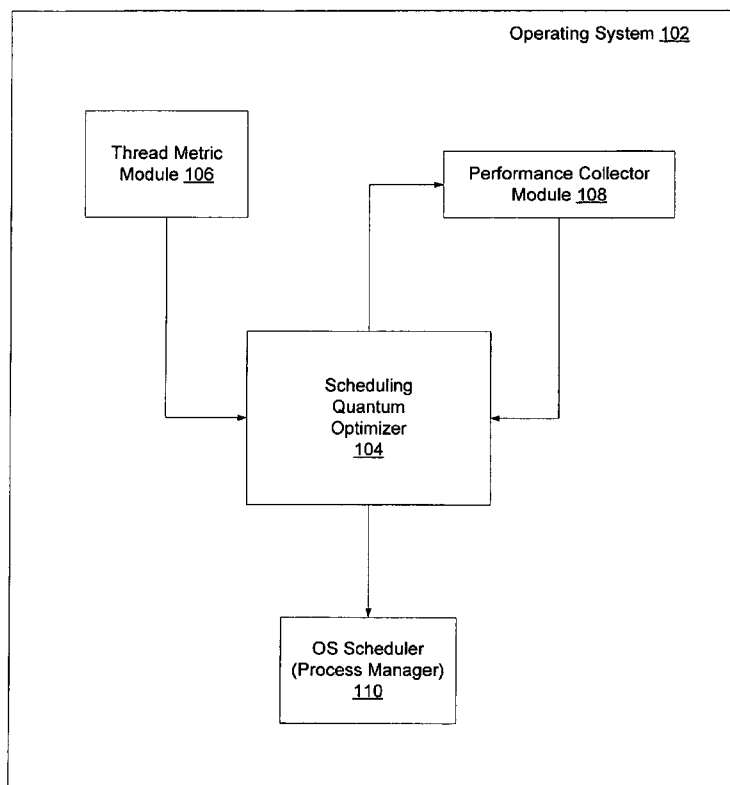 Operating System 102
Thread Metric
Module 106
Performance Collector
Module 108
Scheduling
Quantum
Optimizer
104
OS Scheduler
(Process Manager)
110